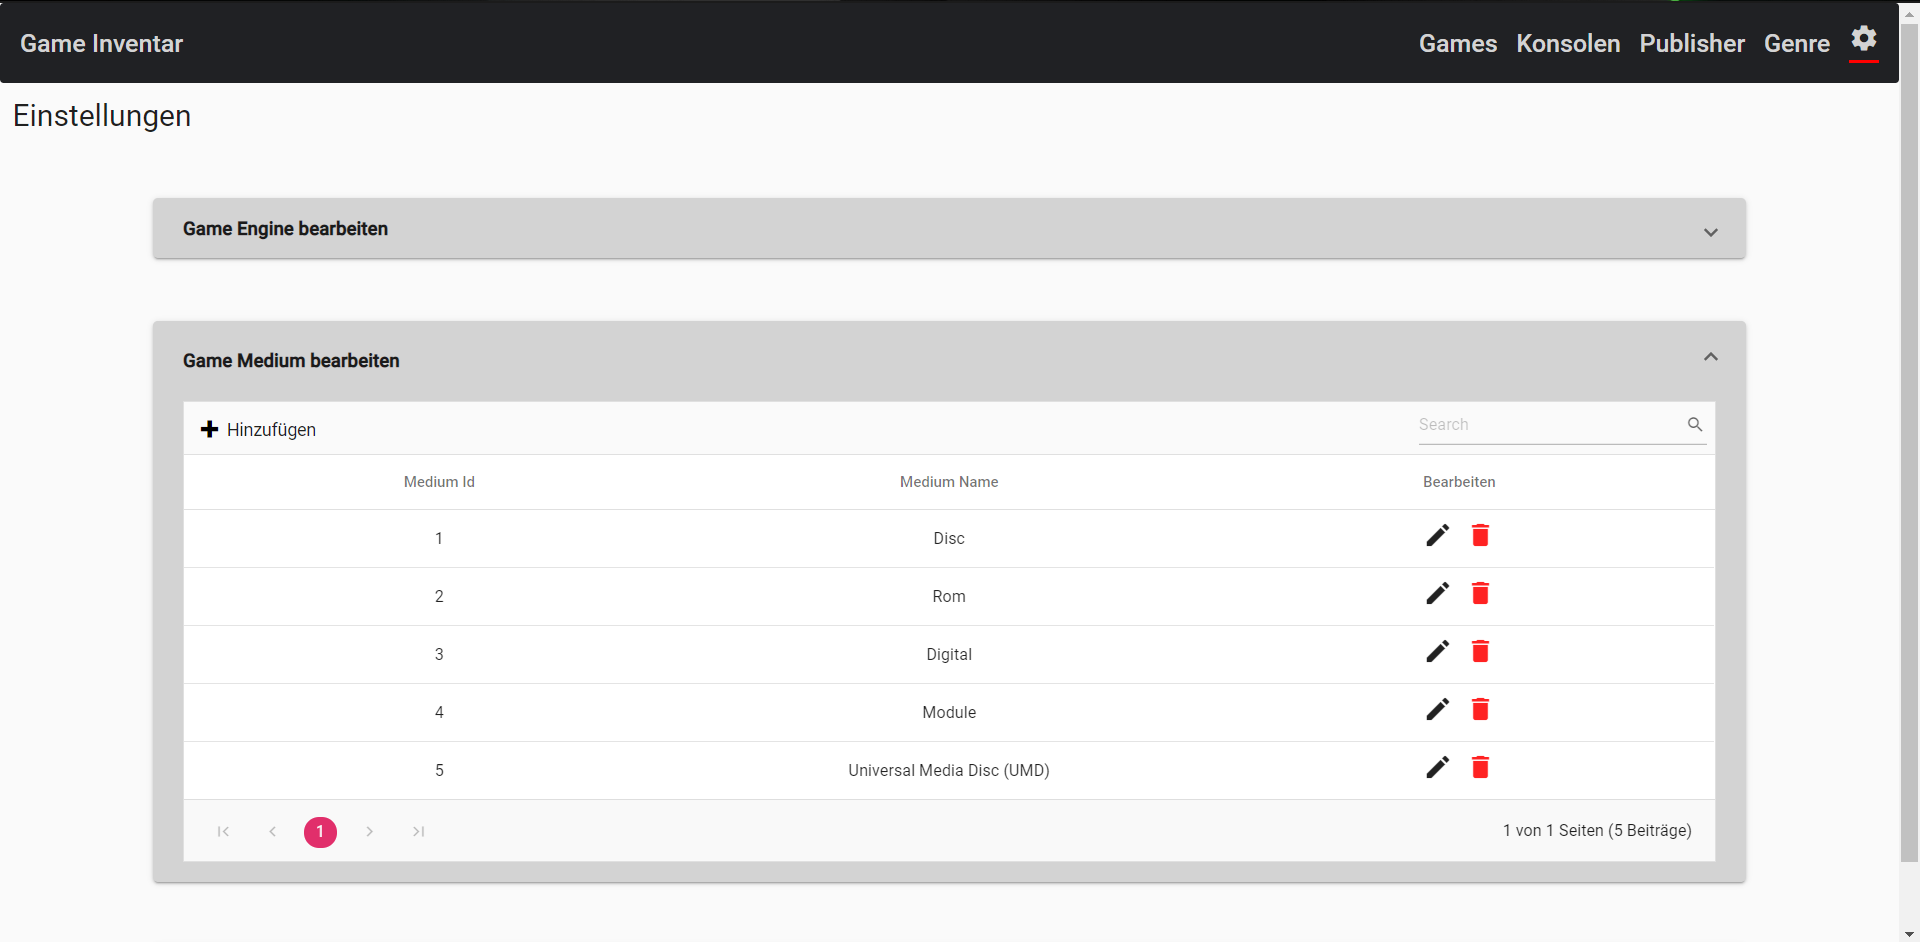 Game Inventar
Games Konsolen Publisher Genre
Einstellungen
Game Engine bearbeiten
Game Medium bearbeiten
Hinzufügen
Search
Medium Id Medium Name Bearbeiten
1 Disc
2 Rom
3 Digital
4 Module
5 Universal Media Disc (UMD)
1
1 von 1 Seiten (5 Beiträge)